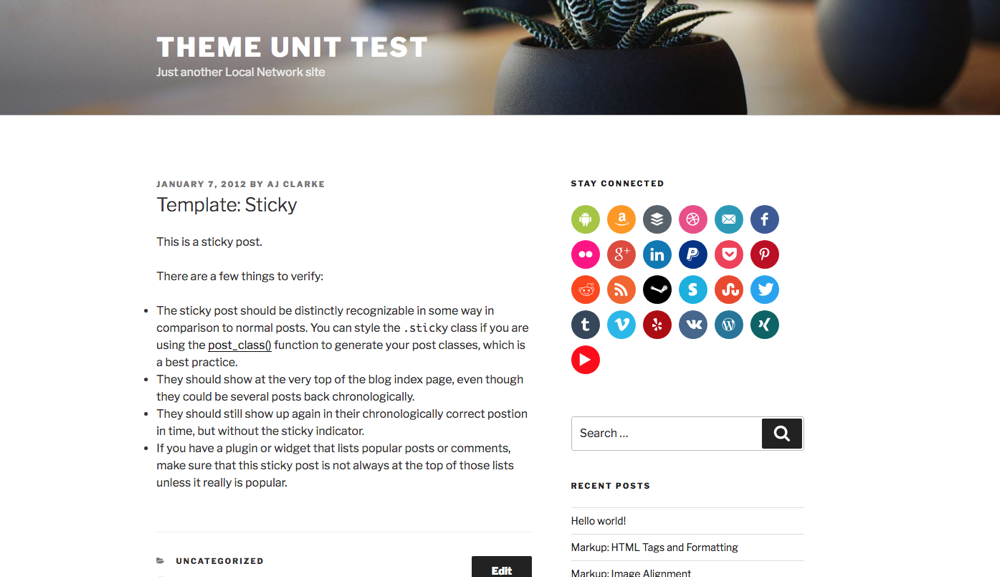 THEME UNIT TEST
Just another Local Network site
JANUARY 7, 2012 BY AJ CLARKE
Template: Sticky
This is a sticky post.
There are a few things to verify:
The sticky post should be distinctly recognizable in some way in
comparison to normal posts. You can style the .sticky class if you are
using the post_class() function to generate your post classes, which is
a best practice.
They should show at the very top of the blog index page, even though
they could be several posts back chronologically.
They should still show up again in their chronologically correct postion
in time, but without the sticky indicator.
If you have a plugin or widget that lists popular posts or comments,
make sure that this sticky post is not always at the top of those lists
unless it really is popular.
UNCATEGORIZED
Edit
STAY CONNECTED
Search …
RECENT POSTS
Hello world!
Markup: HTML Tags and Formatting
Markup: Image Alignment